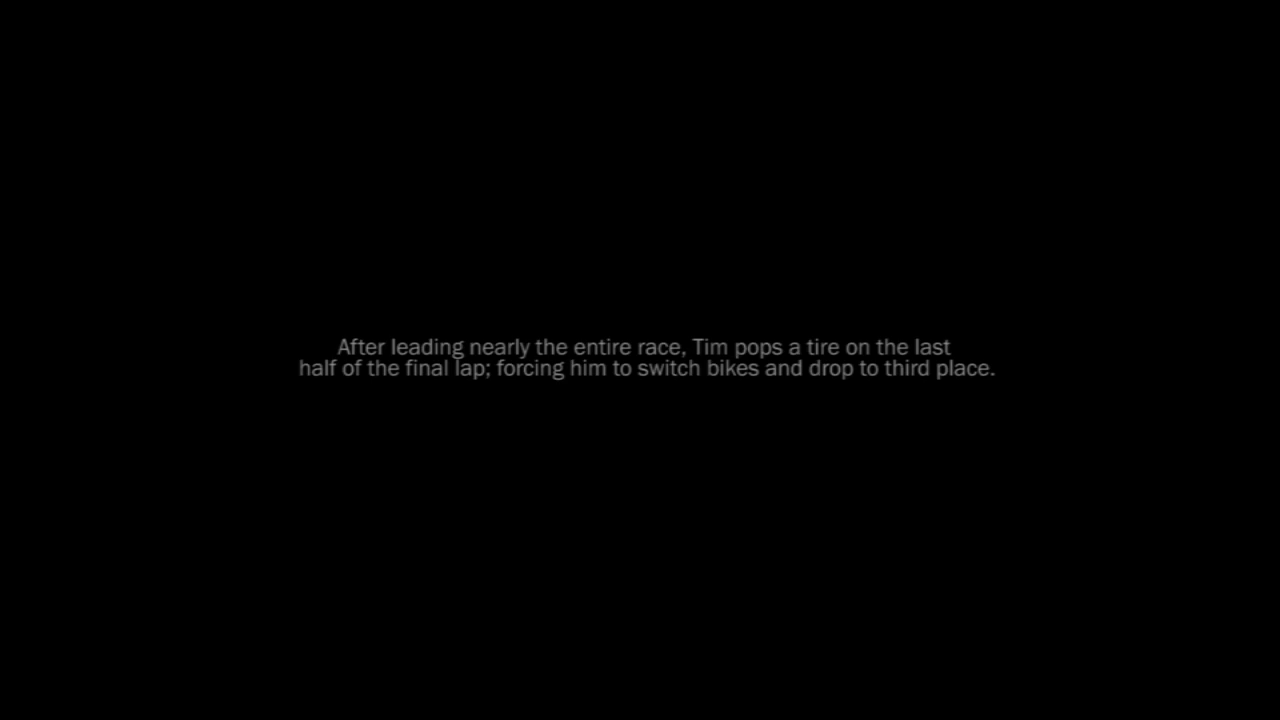 After leading nearly the entire race, Tim pops a tire on the last
half of the final lap; forcing him to switch bikes and drop to third place.